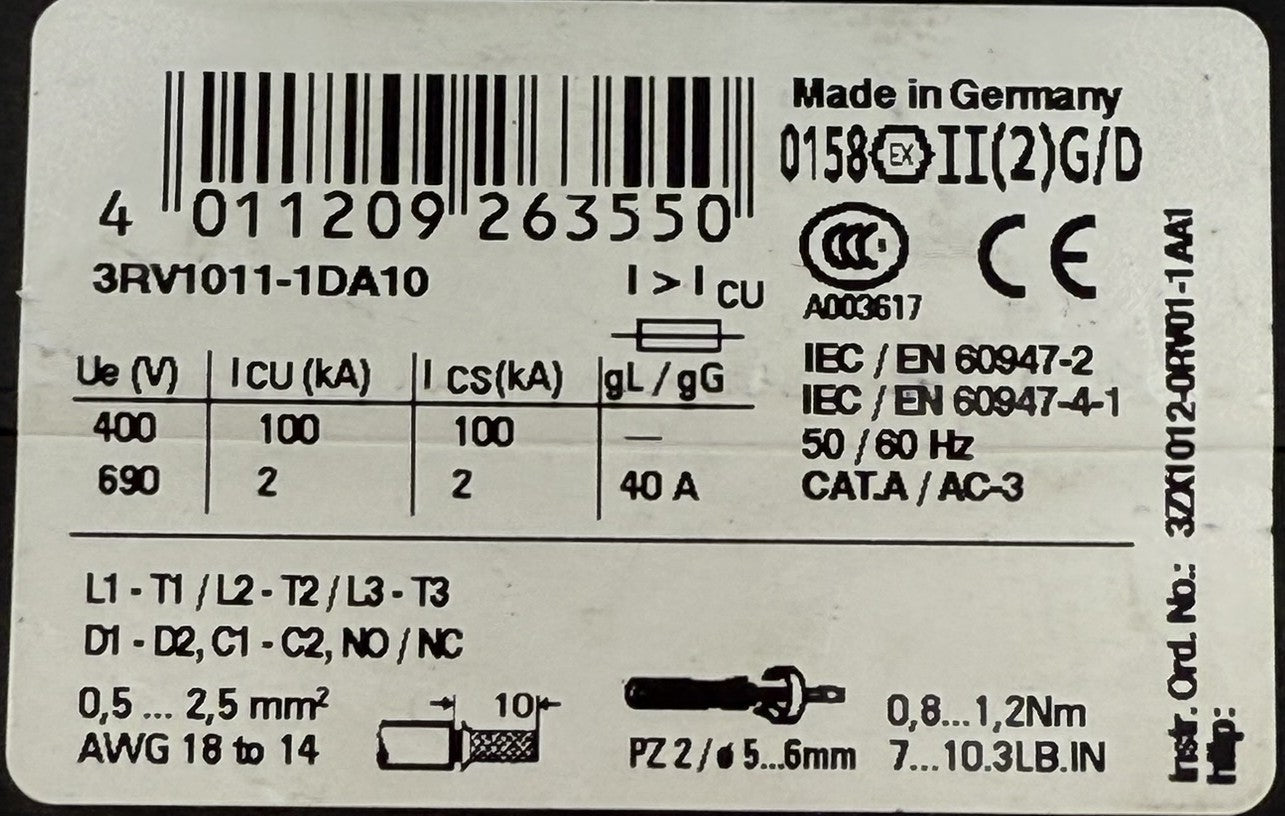 Made in Germany
0158 EX II(2)G/D
4 011209 263550
3RV1011-1DA10
I > I CU
CCC
CE
A003617
Ue (V) I CU (kA) I CS(kA) gL / gG
400 100 100 —
690 2 2 40 A
IEC / EN 60947-2
IEC / EN 60947-4-1
50 / 60 Hz
CAT.A / AC-3
L1 - T1 / L2 - T2 / L3 - T3
D1 - D2, C1 - C2, NO / NC
0,5 ... 2,5 mm²
AWG 18 to 14
10
PZ 2 / ø 5...6mm
0,8...1,2Nm
7...10.3LB.IN
Instr. Ord. No.: 3ZX1012-0RV01-1AA1